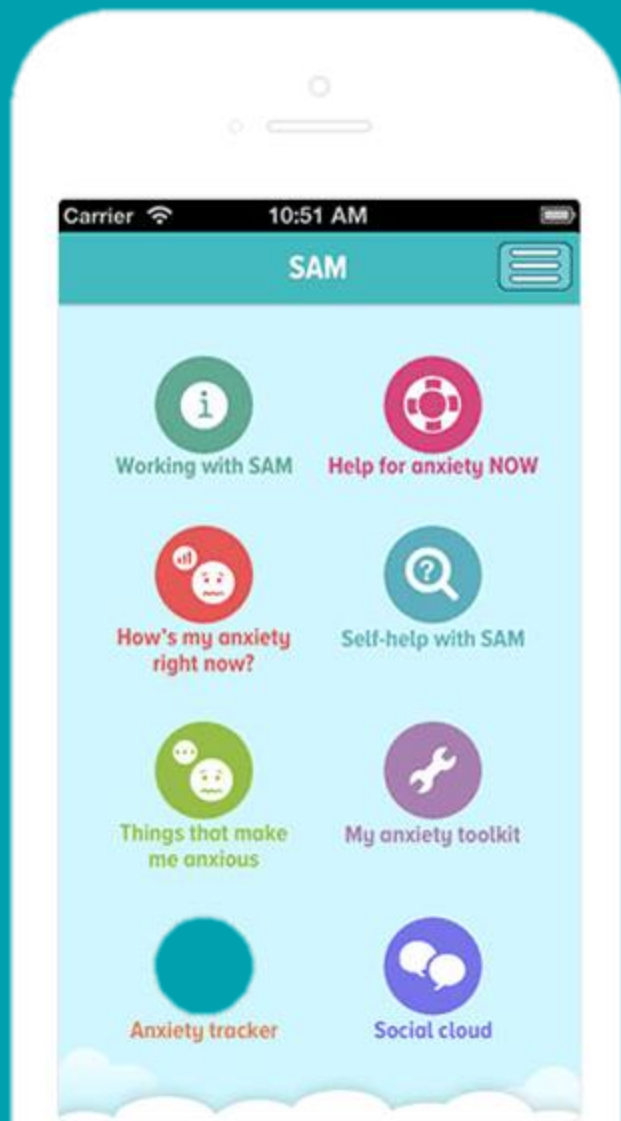 Carrier 10:51 AM
SAM
Working with SAM
Help for anxiety NOW
How's my anxiety
right now?
Self-help with SAM
Things that make
me anxious
My anxiety toolkit
Anxiety tracker
Social cloud